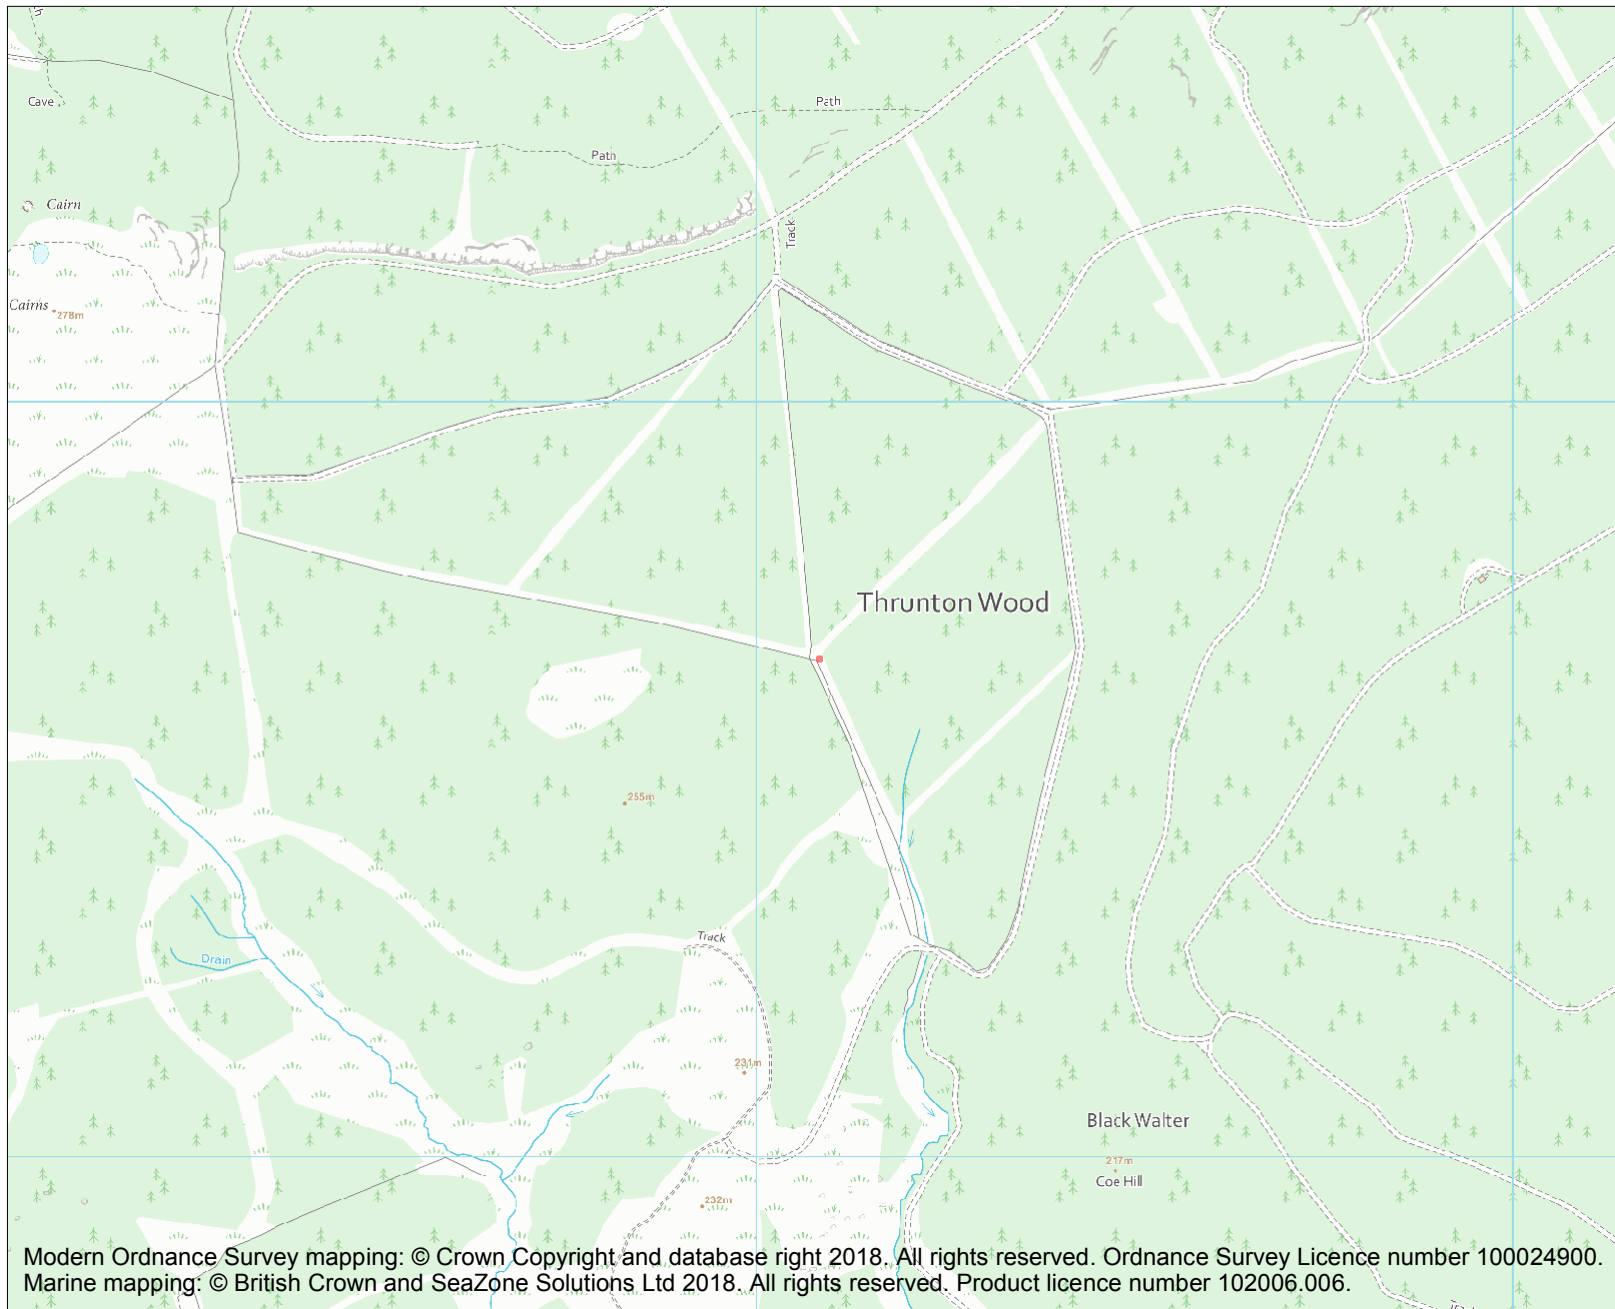 Cave
Path
Path
Cairn
Track
Cairns
278m
Thrunton Wood
255m
Track
Drain
231m
Black Walter
217m
Coe Hill
232m
Modern Ordnance Survey mapping: © Crown Copyright and database right 2018. All rights reserved. Ordnance Survey Licence number 100024900.
Marine mapping: © British Crown and SeaZone Solutions Ltd 2018. All rights reserved. Product licence number 102006.006.